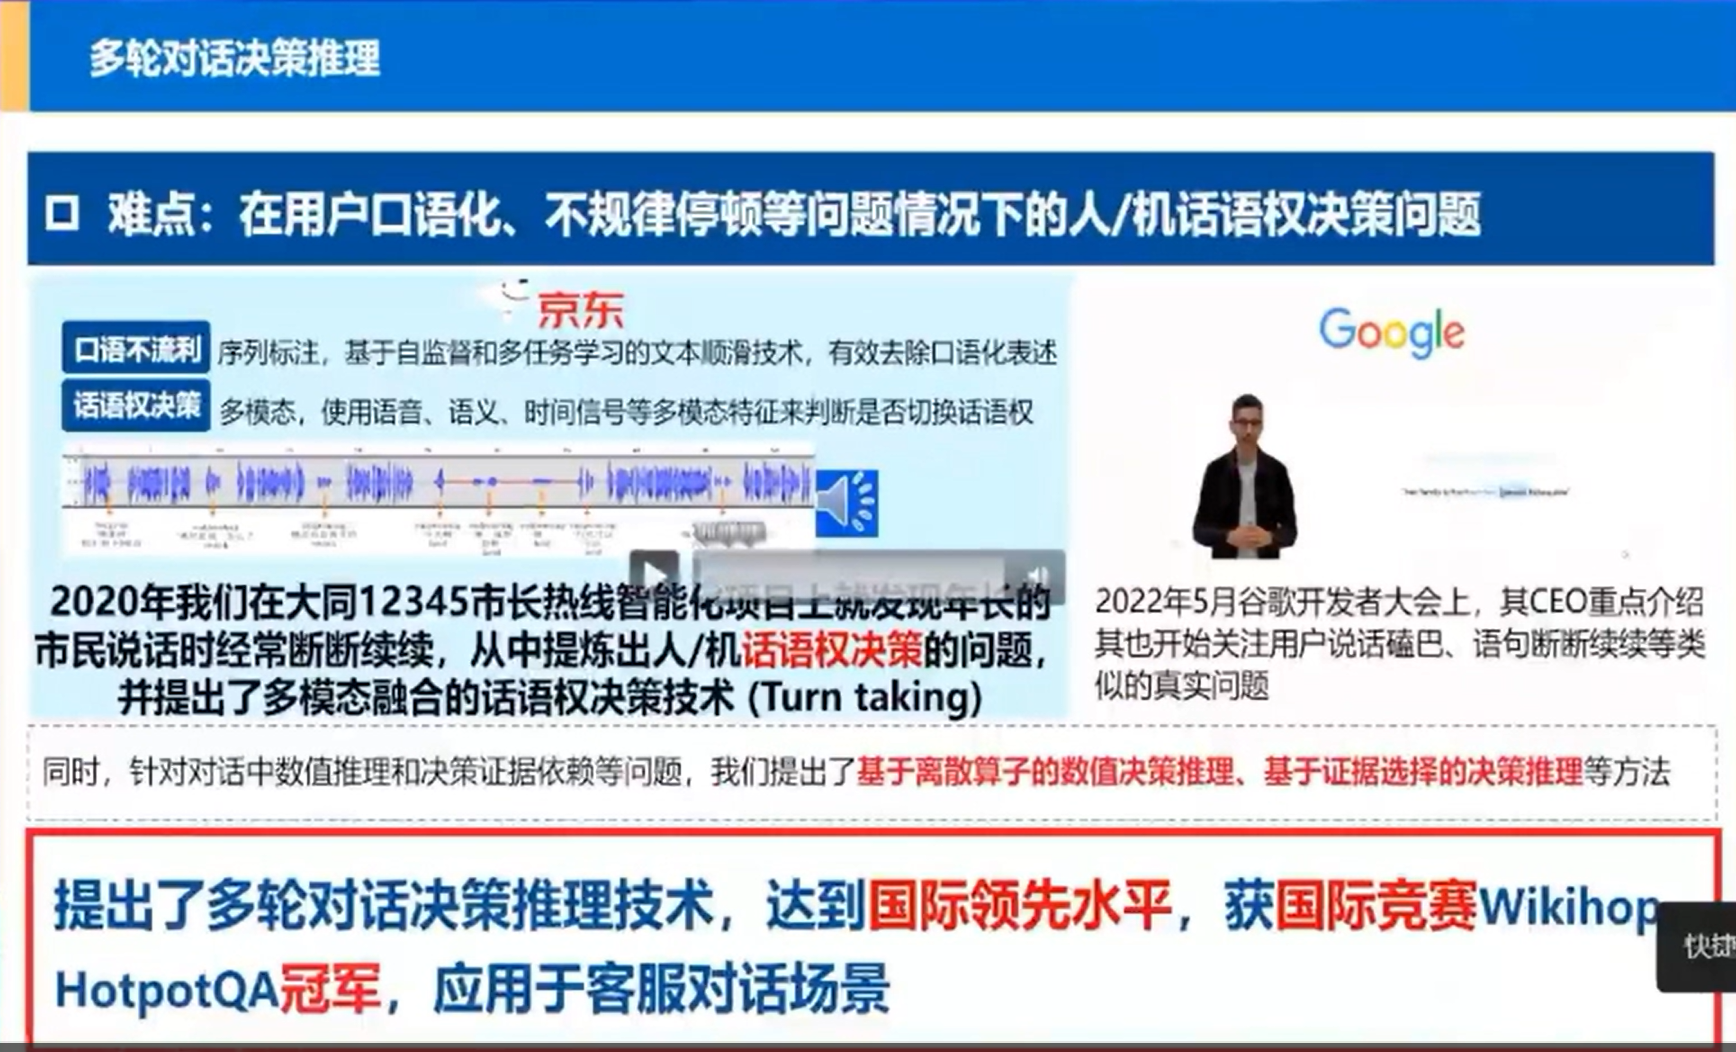 多轮对话决策推理
难点：在用户口语化、不规律停顿等问题情况下的人/机话语权决策问题
京东
口语不流利 序列标注，基于自监督和多任务学习的文本顺滑技术，有效去除口语化表述
话语权决策 多模态，使用语音、语义、时间信号等多模态特征来判断是否切换话语权
2020年我们在大同12345市长热线智能化项目上就发现年长的
市民说话时经常断断续续，从中提炼出人/机话语权决策的问题，
并提出了多模态融合的话语权决策技术 (Turn taking)
Google
2022年5月谷歌开发者大会上，其CEO重点介绍
其也开始关注用户说话磕巴、语句断断续续等类
似的真实问题
同时，针对对话中数值推理和决策证据依赖等问题，我们提出了基于离散算子的数值决策推理、基于证据选择的决策推理等方法
提出了多轮对话决策推理技术，达到国际领先水平，获国际竞赛Wikihop
HotpotQA冠军，应用于客服对话场景
快捷